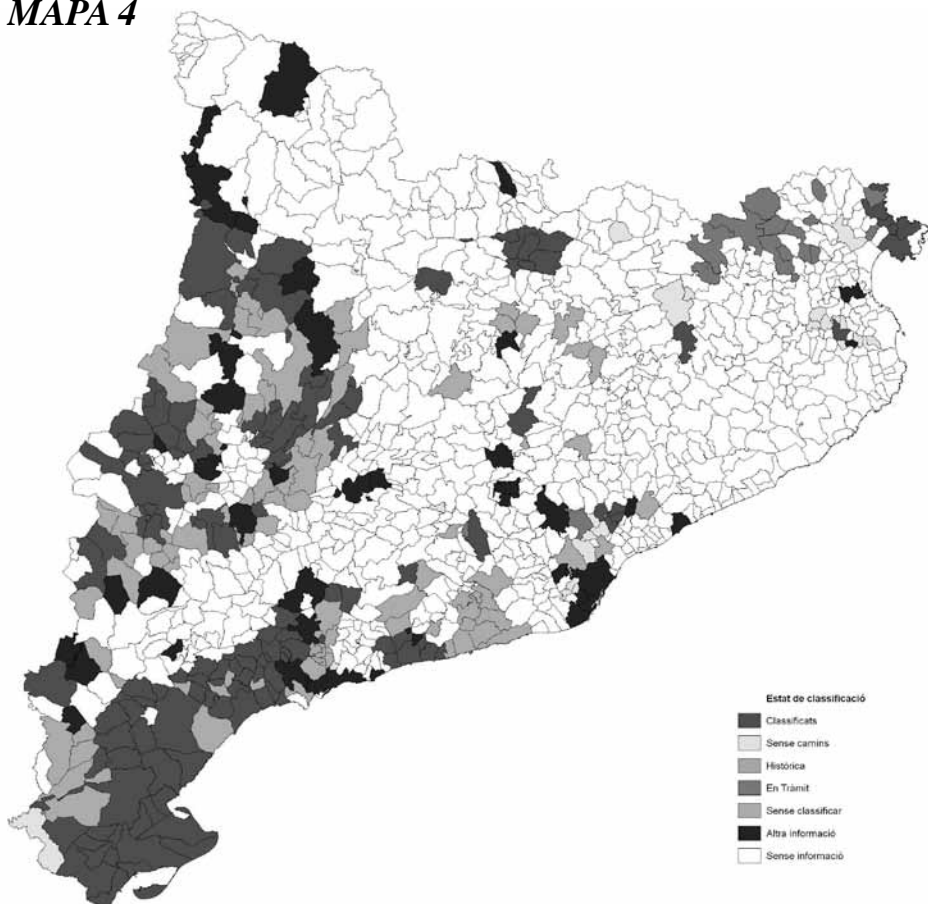 MAPA 4
Estat de classificació
Classificats
Sense camins
Històrica
En Tràmit
Sense classificar
Altra informació
Sense informació